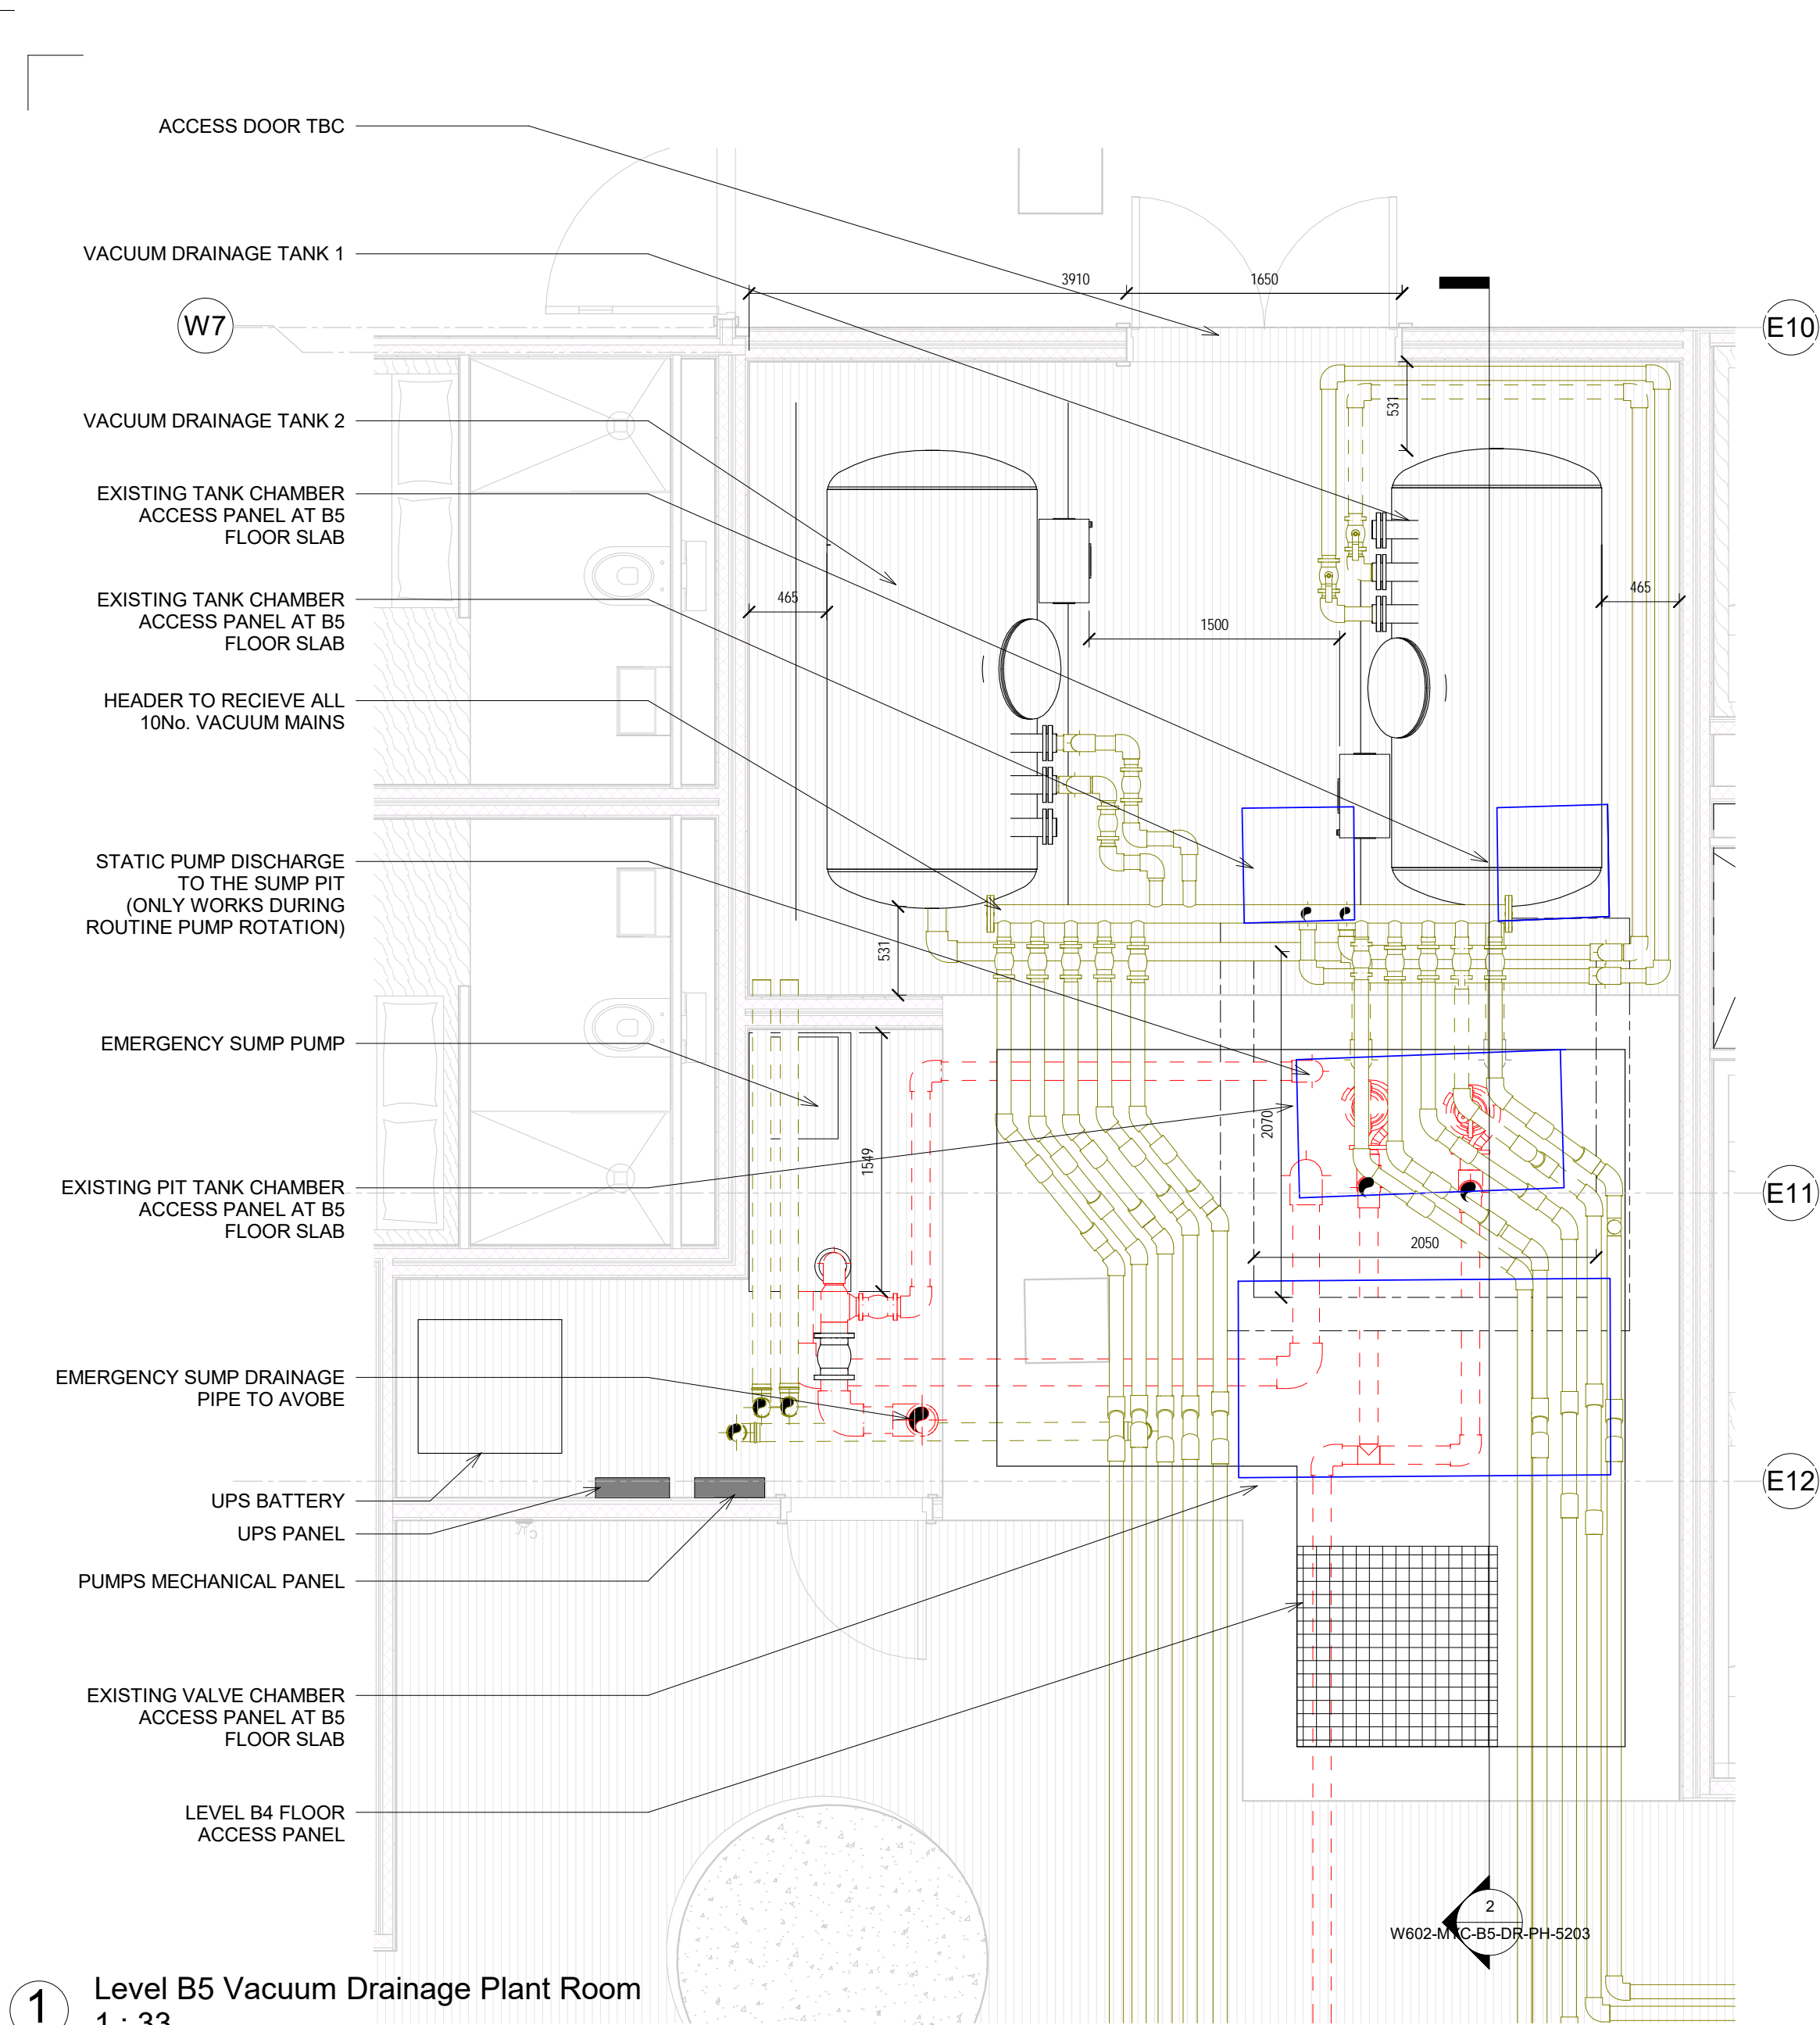 ACCESS DOOR TBC
VACUUM DRAINAGE TANK 1
3910
1650
W7
E10
531
VACUUM DRAINAGE TANK 2
EXISTING TANK CHAMBER
ACCESS PANEL AT B5
FLOOR SLAB
EXISTING TANK CHAMBER
ACCESS PANEL AT B5
FLOOR SLAB
465
1500
465
HEADER TO RECIEVE ALL
10No. VACUUM MAINS
STATIC PUMP DISCHARGE
TO THE SUMP PIT
(ONLY WORKS DURING
ROUTINE PUMP ROTATION)
531
EMERGENCY SUMP PUMP
2070
1549
EXISTING PIT TANK CHAMBER
ACCESS PANEL AT B5
FLOOR SLAB
E11
2050
EMERGENCY SUMP DRAINAGE
PIPE TO AVOBE
E12
UPS BATTERY
UPS PANEL
PUMPS MECHANICAL PANEL
EXISTING VALVE CHAMBER
ACCESS PANEL AT B5
FLOOR SLAB
LEVEL B4 FLOOR
ACCESS PANEL
2
W602-MYC-B5-DR-PH-5203
1
Level B5 Vacuum Drainage Plant Room
1 : 33